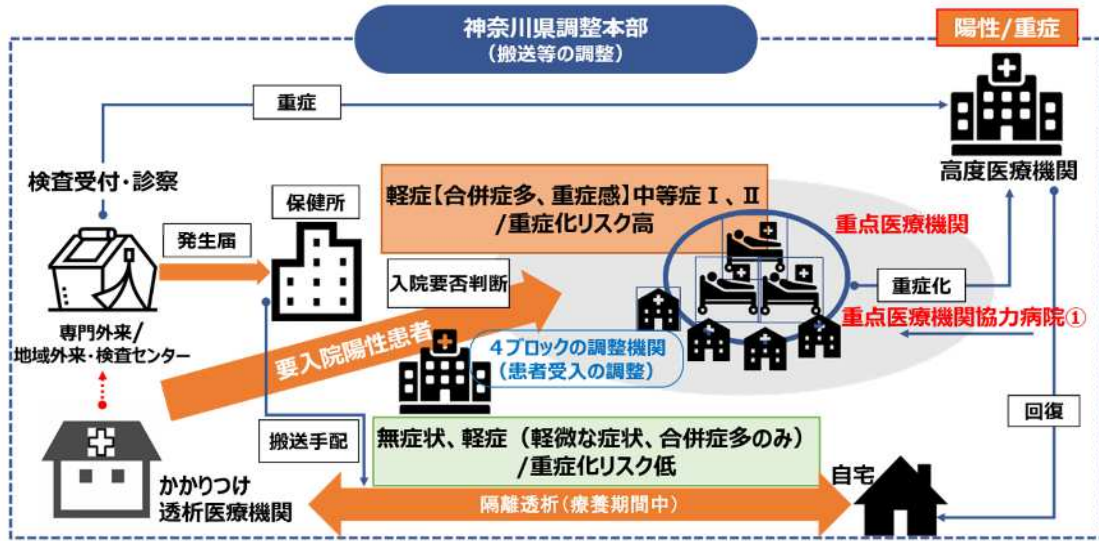 神奈川県調整本部
(搬送等の調整)
陽性/重症
重症
検査受付・診察
高度医療機関
保健所
軽症【合併症多、重症感】中等症Ⅰ、Ⅱ
/重症化リスク高
発生届
重点医療機関
入院要否判断
重症化
専門外来/
地域外来・検査センター
要入院陽性患者
重点医療機関協力病院①
4ブロックの調整機関
(患者受入の調整)
回復
搬送手配
無症状、軽症(軽微な症状、合併症多のみ)
/重症化リスク低
かかりつけ
透析医療機関
自宅
隔離透析(療養期間中)